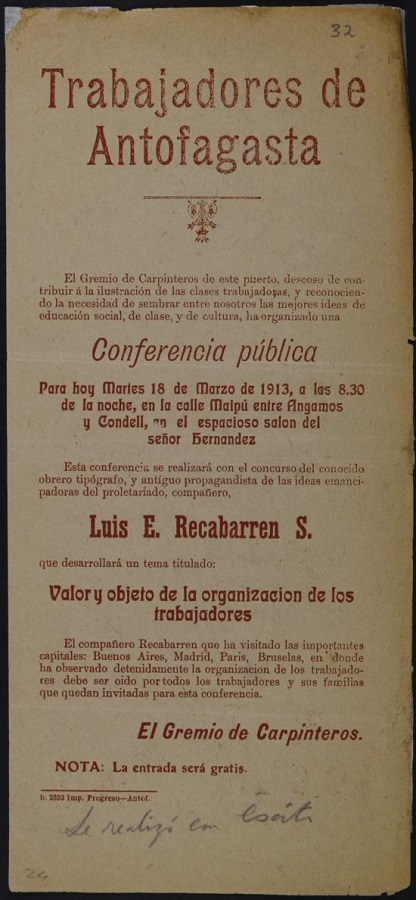 32
Trabajadores de
Antofagasta
El Gremio de Carpinteros de este puerto, deseoso de con-
tribuir á la ilustración de las clases trabajadoras, y reconocien-
do la necesidad de sembrar entre nosotros las mejores ideas de
educación social, de clase, y de cultura, ha organizado una
Conferencia pública
Para hoy Martes 18 de Marzo de 1913, a las 8.30
de la noche, en la calle Maipú entre Angamos
y Condell, en el espacioso salon del
señor Hernandez
Esta conferencia se realizará con el concurso del conocido
obrero tipógrafo, y antíguo propagandista de las ideas emanci-
padoras del proletariado, compañero,
Luis E. Recabarren S.
que desarrollará un tema titulado:
Valor y objeto de la organizacion de los
trabajadores
El compañero Recabarren que ha visitado las importantes
capitales: Buenos Aires, Madrid, Paris, Bruselas, en donde
ha observado detenidamente la organizacion de los trabajado-
res debe ser oido por todos los trabajadores y sus familias
que quedan invitadas para esta conferencia.
El Gremio de Carpinteros.
NOTA: La entrada será gratis.
b. 2323 Imp. Progreso—Antof.
Se realizó con
24